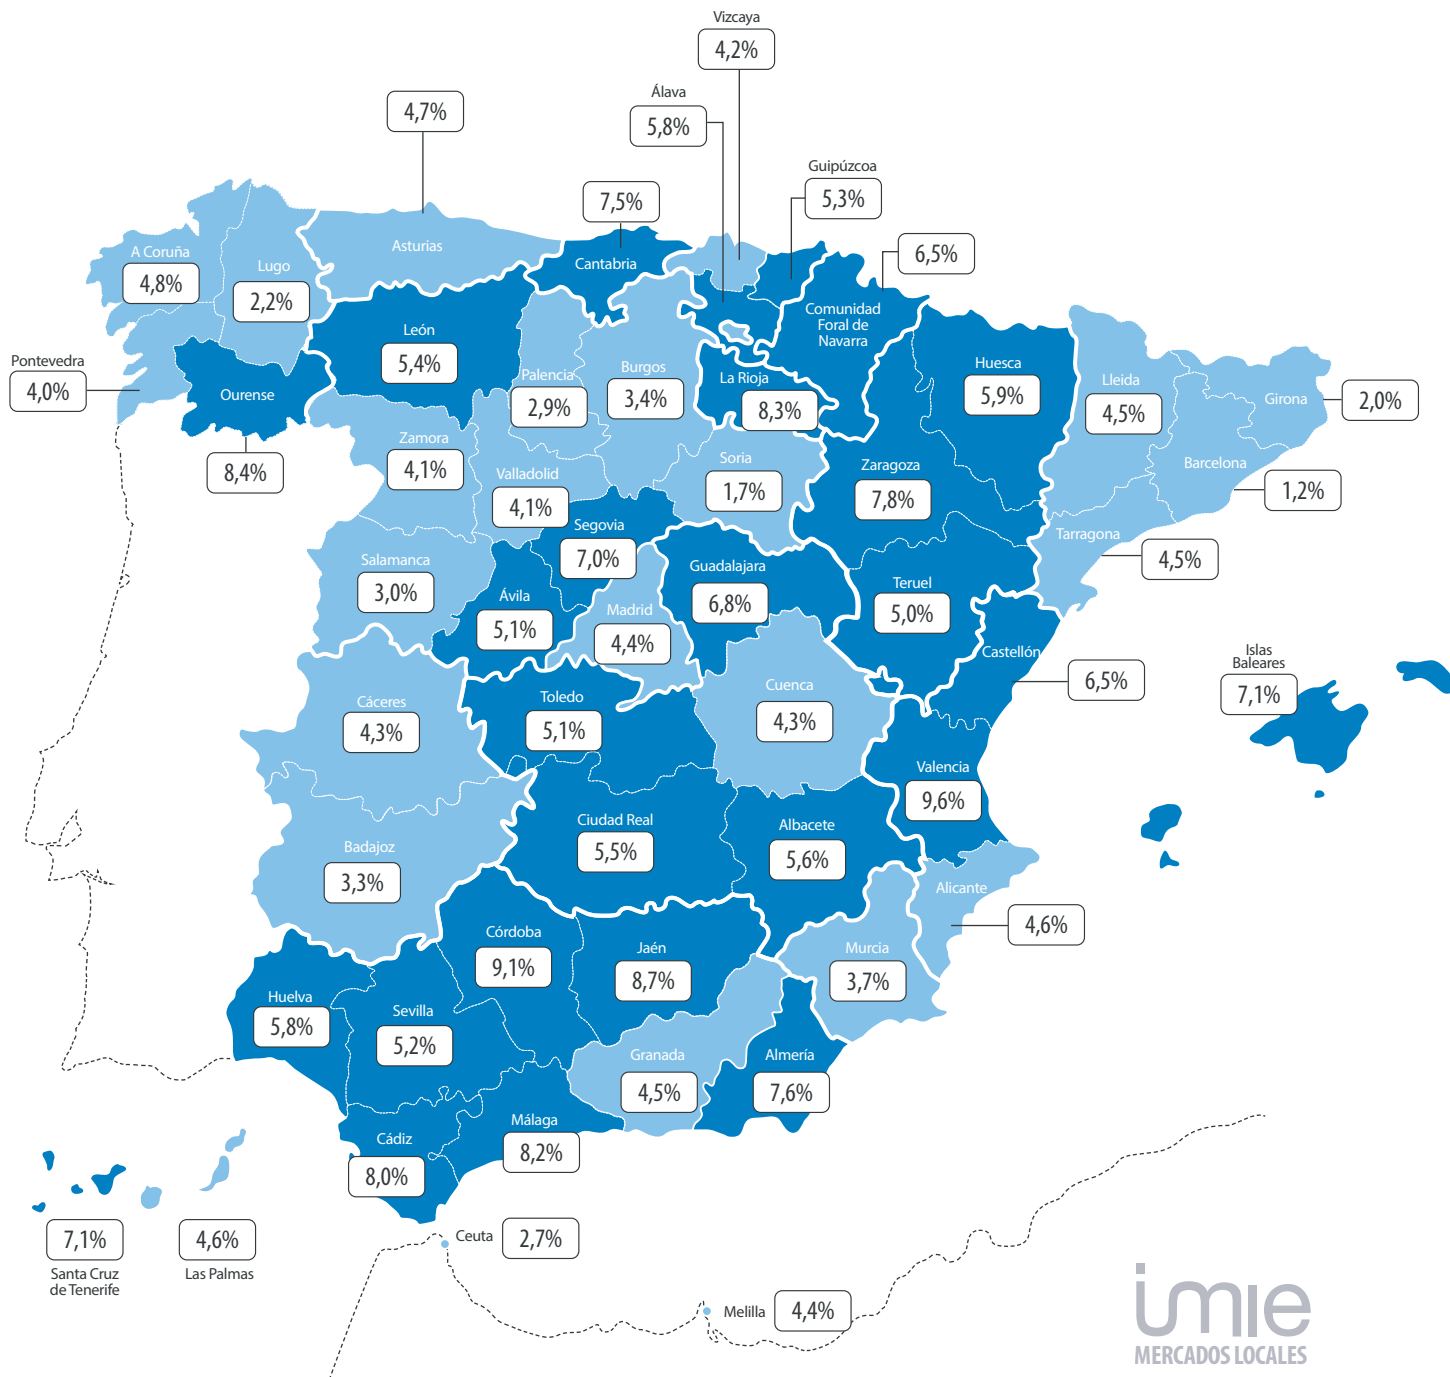 Vizcaya
4,2%
Álava
5,8%
4,7%
Guipúzcoa
5,3%
7,5%
6,5%
Asturias
A Coruña
4,8%
Lugo
2,2%
Cantabria
Comunidad
Foral de
Navarra
León
5,4%
Pontevedra
4,0%
Ourense
8,4%
Palencia
2,9%
Burgos
3,4%
La Rioja
8,3%
Huesca
5,9%
Lleida
4,5%
Girona
2,0%
Zamora
4,1%
Valladolid
4,1%
Soria
1,7%
Zaragoza
7,8%
Barcelona
1,2%
Segovia
7,0%
Tarragona
4,5%
Salamanca
3,0%
Ávila
5,1%
Madrid
4,4%
Guadalajara
6,8%
Teruel
5,0%
Castellón
6,5%
Islas
Baleares
7,1%
Cáceres
4,3%
Toledo
5,1%
Cuenca
4,3%
Valencia
9,6%
Ciudad Real
5,5%
Albacete
5,6%
Badajoz
3,3%
Alicante
4,6%
Córdoba
9,1%
Jaén
8,7%
Murcia
3,7%
Huelva
5,8%
Sevilla
5,2%
Granada
4,5%
Almería
7,6%
Málaga
8,2%
Cádiz
8,0%
7,1%
Santa Cruz
de Tenerife
4,6%
Las Palmas
Ceuta
2,7%
Melilla
4,4%
imie
MERCADOS LOCALES